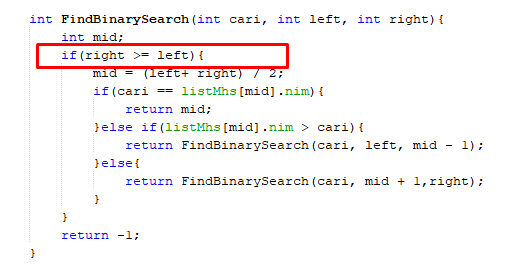 int FindBinarySearch(int cari, int left, int right){
    int mid;
    if(right >= left){
        mid = (left+ right) / 2;
        if(cari == listMhs[mid].nim){
            return mid;
        }else if(listMhs[mid].nim > cari){
            return FindBinarySearch(cari, left, mid - 1);
        }else{
            return FindBinarySearch(cari, mid + 1,right);
        }
    }
    return -1;
}